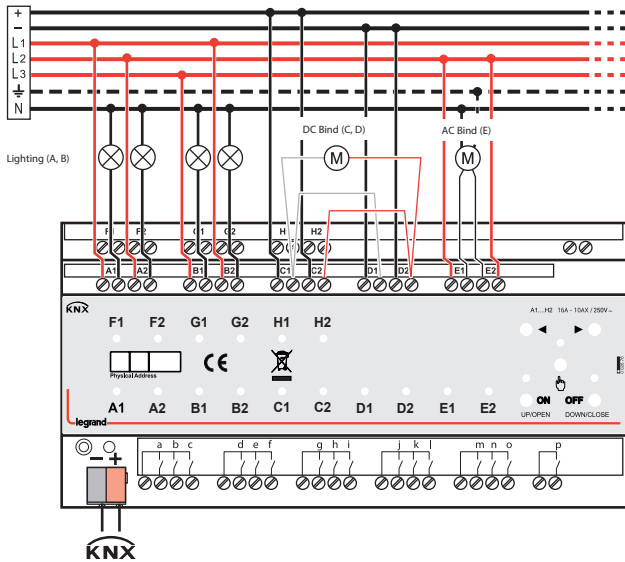 +
−
L1
L2
L3
N
DC Bind (C, D)
AC Bind (E)
Lighting (A, B)
M
M
F1 F2 G1 G2 H1 H2
A1 A2 B1 B2 C1 C2 D1 D2 E1 E2
KNX
A1....H2 16A - 10AX / 250V~
F1 F2 G1 G2 H1 H2
Physical Address
CE
A1 A2 B1 B2 C1 C2 D1 D2 E1 E2
ON OFF
UP/OPEN DOWN/CLOSE
legrand
− +
a b c d e f g h i j k l m n o p
KNX